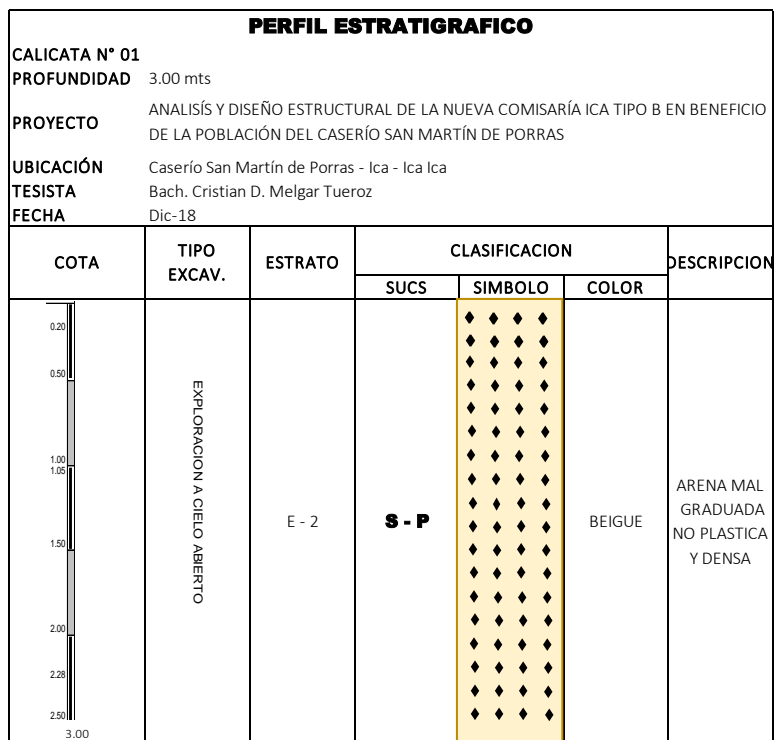 PERFIL ESTRATIGRAFICO
CALICATA N° 01
PROFUNDIDAD 3.00 mts
PROYECTO ANALISÍS Y DISEÑO ESTRUCTURAL DE LA NUEVA COMISARÍA ICA TIPO B EN BENEFICIO
DE LA POBLACIÓN DEL CASERÍO SAN MARTÍN DE PORRAS
UBICACIÓN Caserío San Martín de Porras - Ica - Ica Ica
TESISTA Bach. Cristian D. Melgar Tueroz
FECHA Dic-18
COTA
TIPO
EXCAV.
ESTRATO
CLASIFICACION
SUCS SIMBOLO COLOR
DESCRIPCION
0.20
0.50
1.00
1.05
1.50
2.00
2.28
2.50
3.00
EXPLORACION A CIELO ABIERTO
E - 2
S - P
BEIGUE
ARENA MAL
GRADUADA
NO PLASTICA
Y DENSA